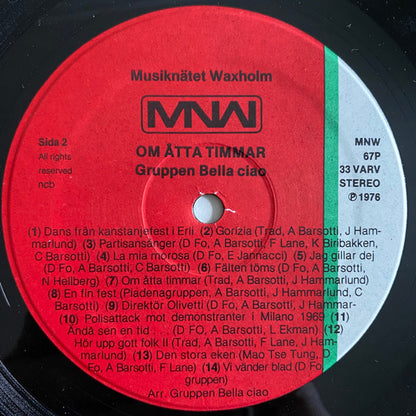 Musiknätet Waxholm
MNW
Sida 2
OM ÅTTA TIMMAR
MNW
All rights
Gruppen Bella ciao
67P
reserved
33 VARV
ncb
STEREO
Ⓟ 1976
(1) Dans från kanstanjefest i Erli (2) Gorizia (Trad, A Barsotti, J Ham-
marlund) (3) Partisansånger (D Fo, A Barsotti, F Lane, K Biribakken,
C Barsotti) (4) La mia morosa (D Fo, E Jannacci) (5) Jag gillar dej
(D Fo, A Barsotti, C Barsotti) (6) Fälten töms (D Fo, A Barsotti,
N Hellberg) (7) Om åtta timmar (Trad, A Barsotti, J Hammarlund)
(8) En fin fest (Piadenagruppen, A Barsotti, J Hammarlund, C
Barsotti) (9) Direktör Olivetti (D Fo, A Barsotti, J Hammar-
(10) Polisattack mot demonstranter i Milano 1969 (11)
Ändå sen en tid . . . (D FO, A Barsotti, L Ekman) (12)
Hör upp gott folk II (Trad, A Barsotti, J Ham-
marlund) (13) Den stora eken (Mao Tse Tung, D
Fo, A Barsotti, F Lane) (14) Vi vänder blad (D Fo
gruppen)
Arr. Gruppen Bella ciao